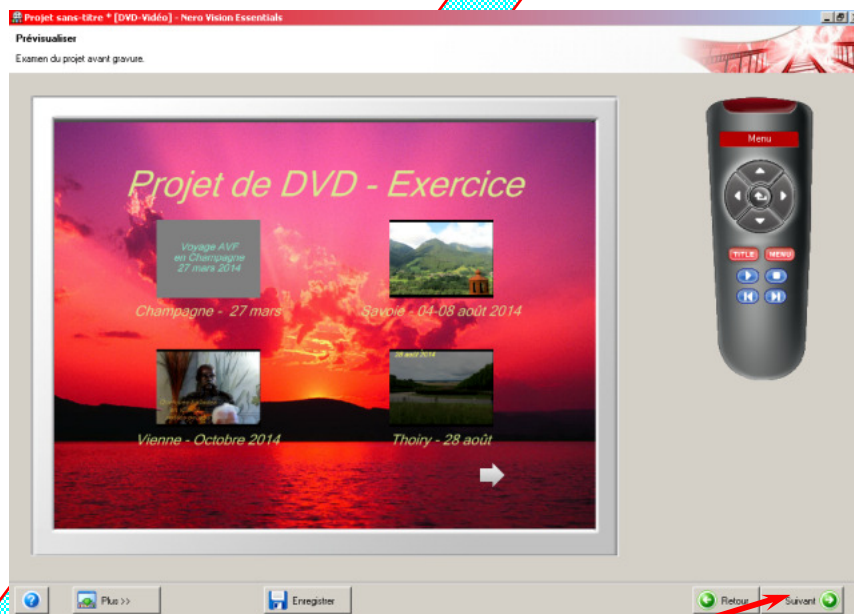 Projet sans-titre * [DVD-Vidéo] - Nero Vision Essentials
Prévisualiser
Examen du projet avant gravure.
Menu
Projet de DVD - Exercice
Voyage AVF
en Champagne
27 mars 2014
Champagne - 27 mars
Savoie - 04-08 août 2014
28 août 2014
Vienne - Octobre 2014
Thoiry - 28 août
TITLE
MENU
Plus >>
Enregistrer
Retour
Suivant